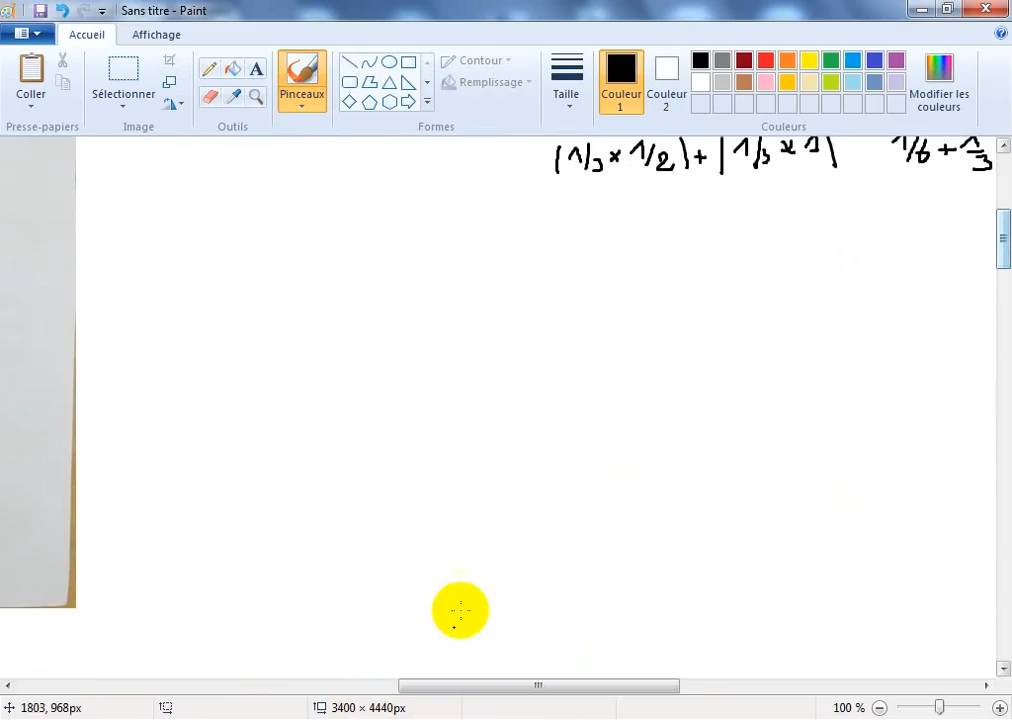 Sans titre - Paint
Accueil Affichage
Coller
Sélectionner
Pinceaux
Contour
Remplissage
Taille
Couleur 1
Couleur 2
Modifier les couleurs
Presse-papiers Image Outils Formes Couleurs
(1/3 × 1/2) + (1/3 × 1) 1/6 + 1/3
1803, 968px 3400 × 4440px 100 %